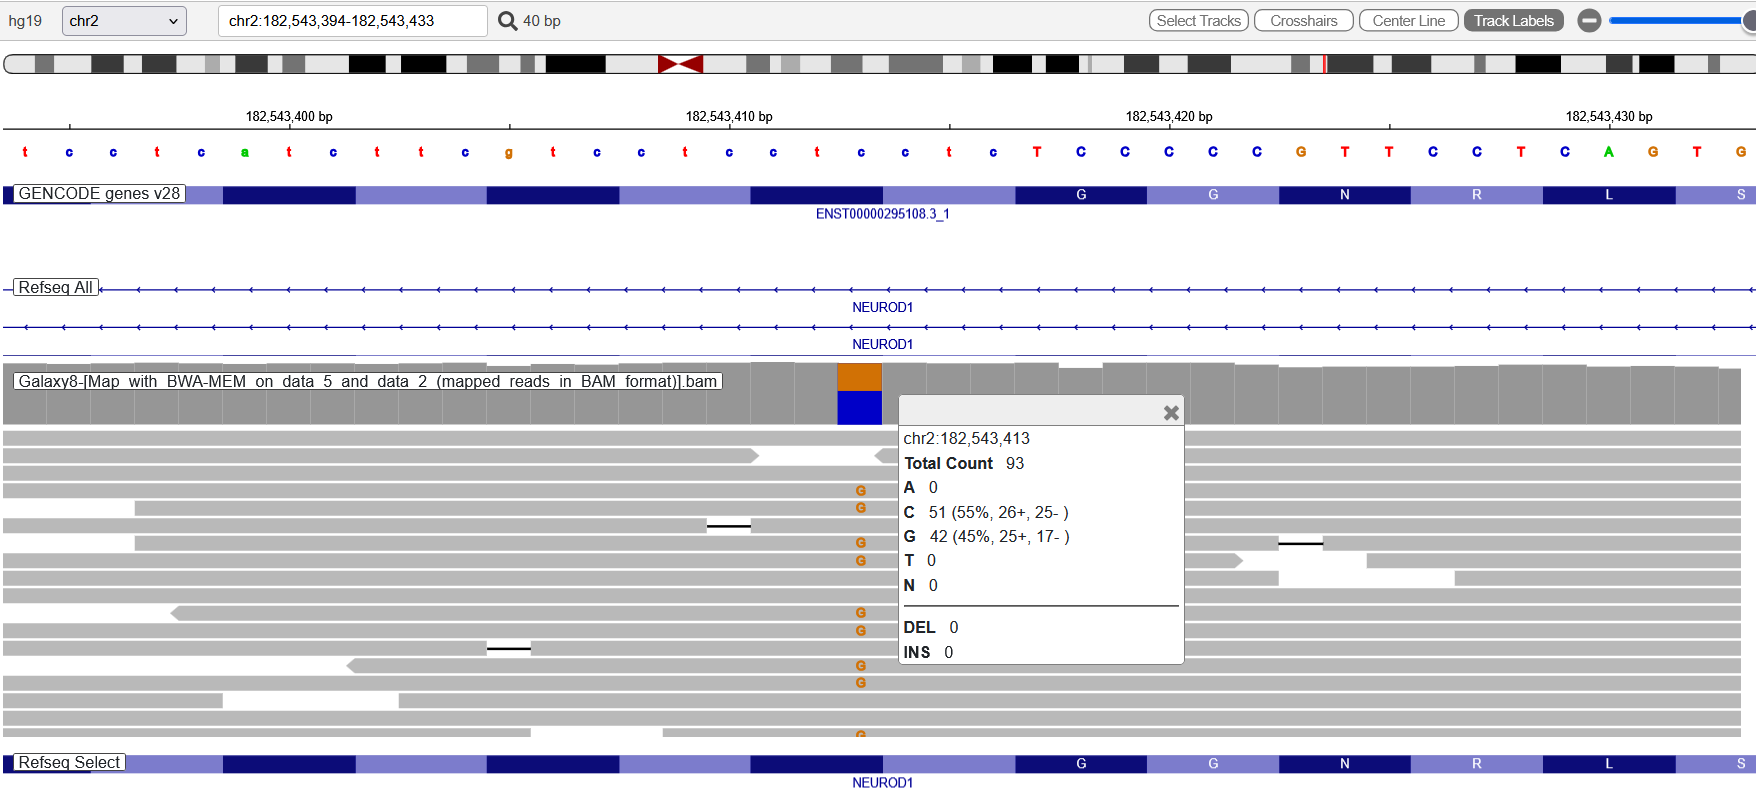 hg19 chr2 chr2:182,543,394-182,543,433 40 bp Select Tracks Crosshairs Center Line Track Labels
182,543,400 bp 182,543,410 bp 182,543,420 bp 182,543,430 bp
t c c t c a t c t t c g t c c t c c t c c t c T C C C C C G T T C C T C A G T G
GENCODE genes v28 G G N R L S
ENST00000295108.3_1
Refseq All
NEUROD1
NEUROD1
Galaxy8-[Map with BWA-MEM on data 5 and data 2 (mapped reads in BAM format)].bam
chr2:182,543,413
Total Count 93
A 0
C 51 (55%, 26+, 25- )
G 42 (45%, 25+, 17- )
T 0
N 0
DEL 0
INS 0
G
G
G
G
G
G
G
G
G
Refseq Select G G N R L S
NEUROD1